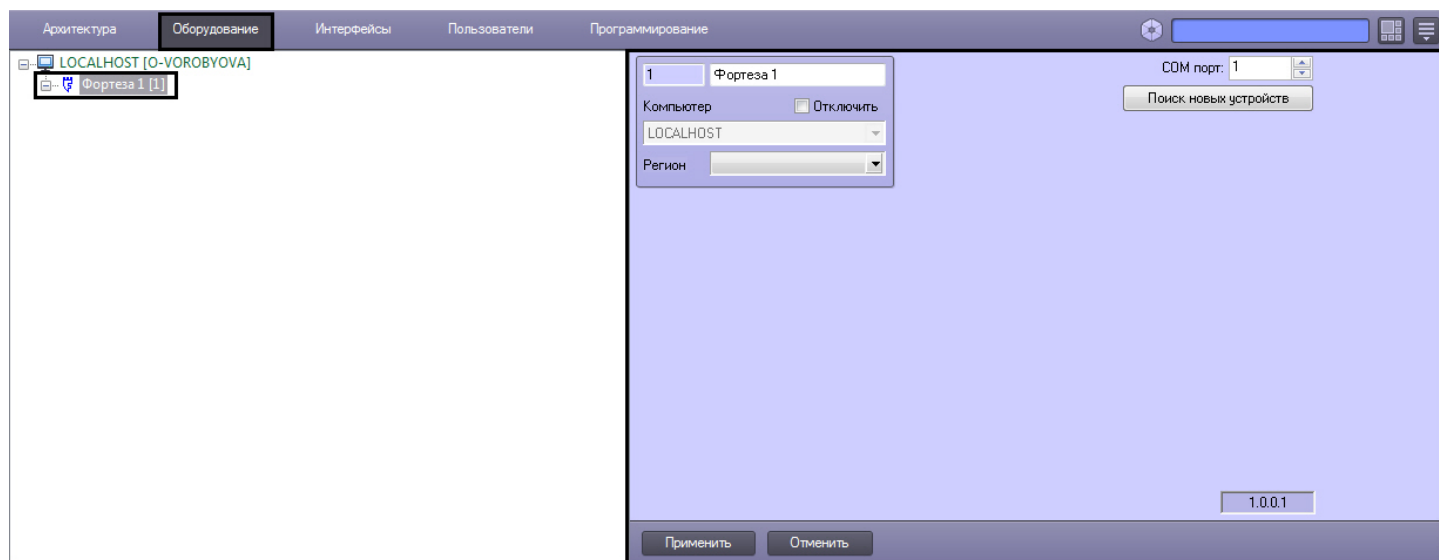 Архитектура Оборудование Интерфейсы Пользователи Программирование
LOCALHOST [O-VOROBYOVA]
Фортеза 1 [1]
1 Фортеза 1
Компьютер Отключить
LOCALHOST
Регион
COM порт: 1
Поиск новых устройств
1.0.0.1
Применить Отменить